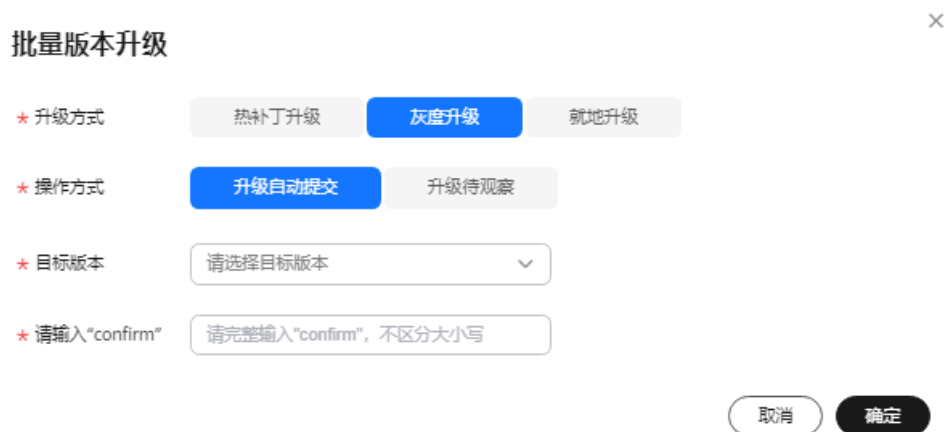 批量版本升级
* 升级方式 热补丁升级 灰度升级 就地升级
* 操作方式 升级自动提交 升级待观察
* 目标版本 请选择目标版本
* 请输入“confirm” 请完整输入"confirm"，不区分大小写
取消 确定